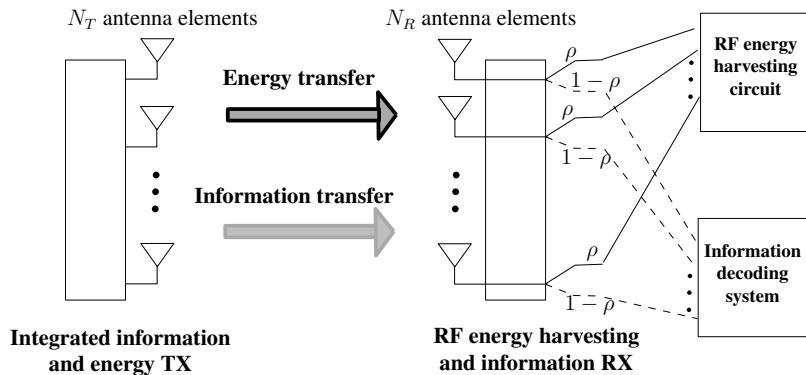 N_T antenna elements
N_R antenna elements
Energy transfer
Information transfer
ρ
1 − ρ
ρ
1 − ρ
ρ
1 − ρ
RF energy
harvesting
circuit
Information
decoding
system
Integrated information
and energy TX
RF energy harvesting
and information RX